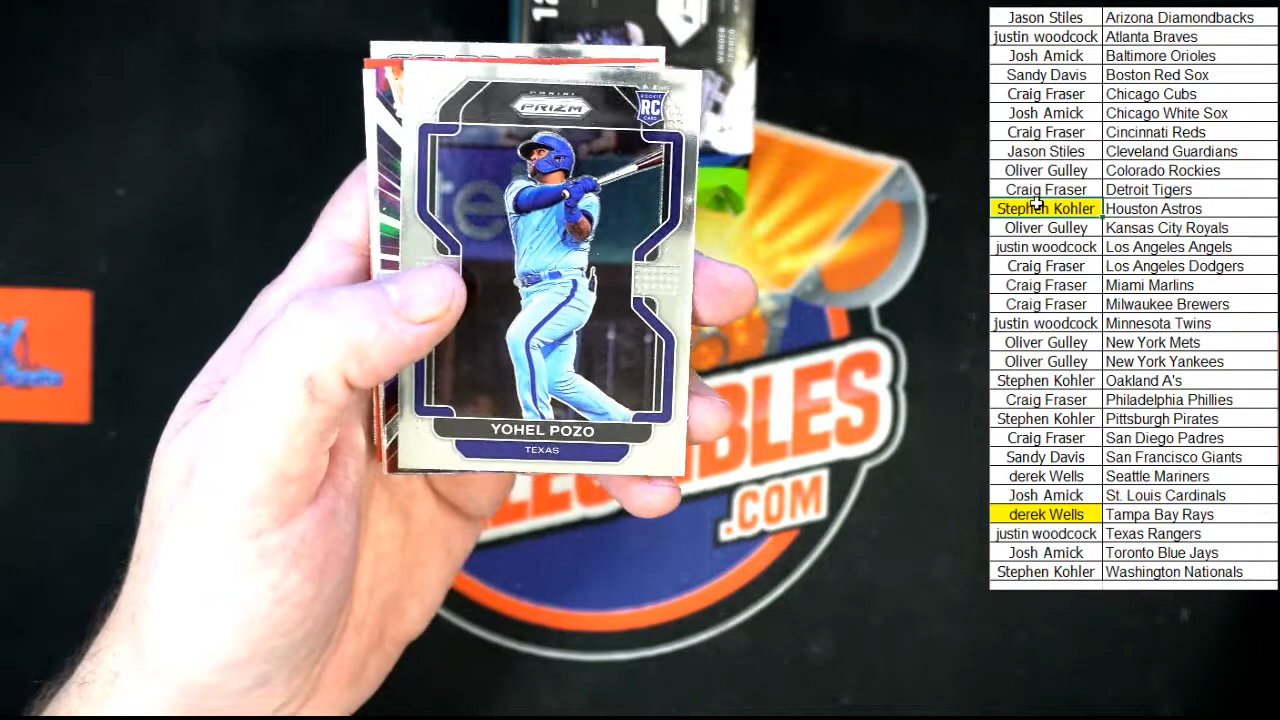 PANINI
PRIZM
ROOKIE
RC
CARD
YOHEL POZO
TEXAS
WANDER
FRANCO
BLES
.COM
Jason Stiles Arizona Diamondbacks
justin woodcock Atlanta Braves
Josh Amick Baltimore Orioles
Sandy Davis Boston Red Sox
Craig Fraser Chicago Cubs
Josh Amick Chicago White Sox
Craig Fraser Cincinnati Reds
Jason Stiles Cleveland Guardians
Oliver Gulley Colorado Rockies
Craig Fraser Detroit Tigers
Stephen Kohler Houston Astros
Oliver Gulley Kansas City Royals
justin woodcock Los Angeles Angels
Craig Fraser Los Angeles Dodgers
Craig Fraser Miami Marlins
Craig Fraser Milwaukee Brewers
justin woodcock Minnesota Twins
Oliver Gulley New York Mets
Oliver Gulley New York Yankees
Stephen Kohler Oakland A's
Craig Fraser Philadelphia Phillies
Stephen Kohler Pittsburgh Pirates
Craig Fraser San Diego Padres
Sandy Davis San Francisco Giants
derek Wells Seattle Mariners
Josh Amick St. Louis Cardinals
derek Wells Tampa Bay Rays
justin woodcock Texas Rangers
Josh Amick Toronto Blue Jays
Stephen Kohler Washington Nationals